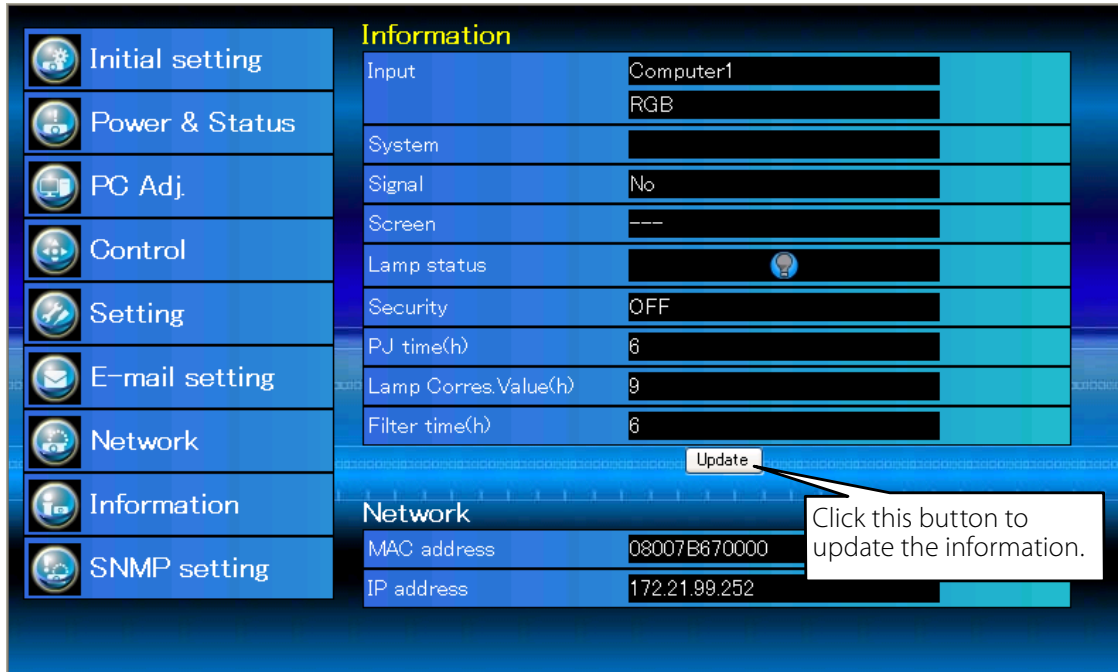 Initial setting
Power & Status
PC Adj.
Control
Setting
E-mail setting
Network
Information
SNMP setting
Information
Input Computer1
RGB
System
Signal No
Screen ---
Lamp status
Security OFF
PJ time(h) 6
Lamp Corres.Value(h) 9
Filter time(h) 6
Update
Click this button to
update the information.
Network
MAC address 08007B670000
IP address 172.21.99.252